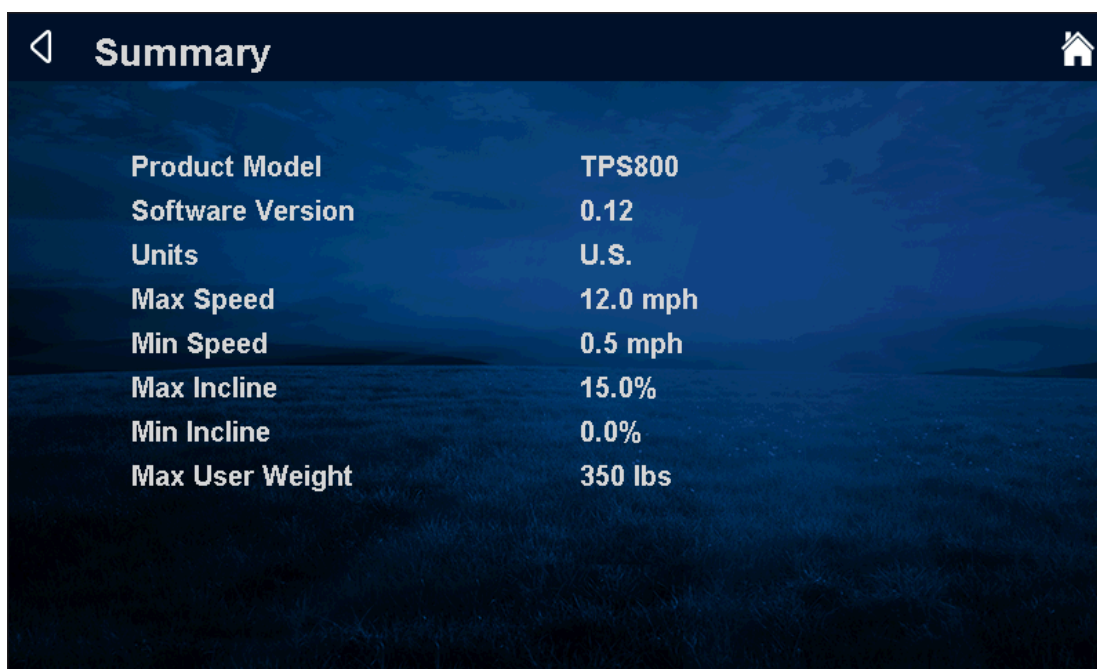 Summary
Product Model TPS800
Software Version 0.12
Units U.S.
Max Speed 12.0 mph
Min Speed 0.5 mph
Max Incline 15.0%
Min Incline 0.0%
Max User Weight 350 lbs